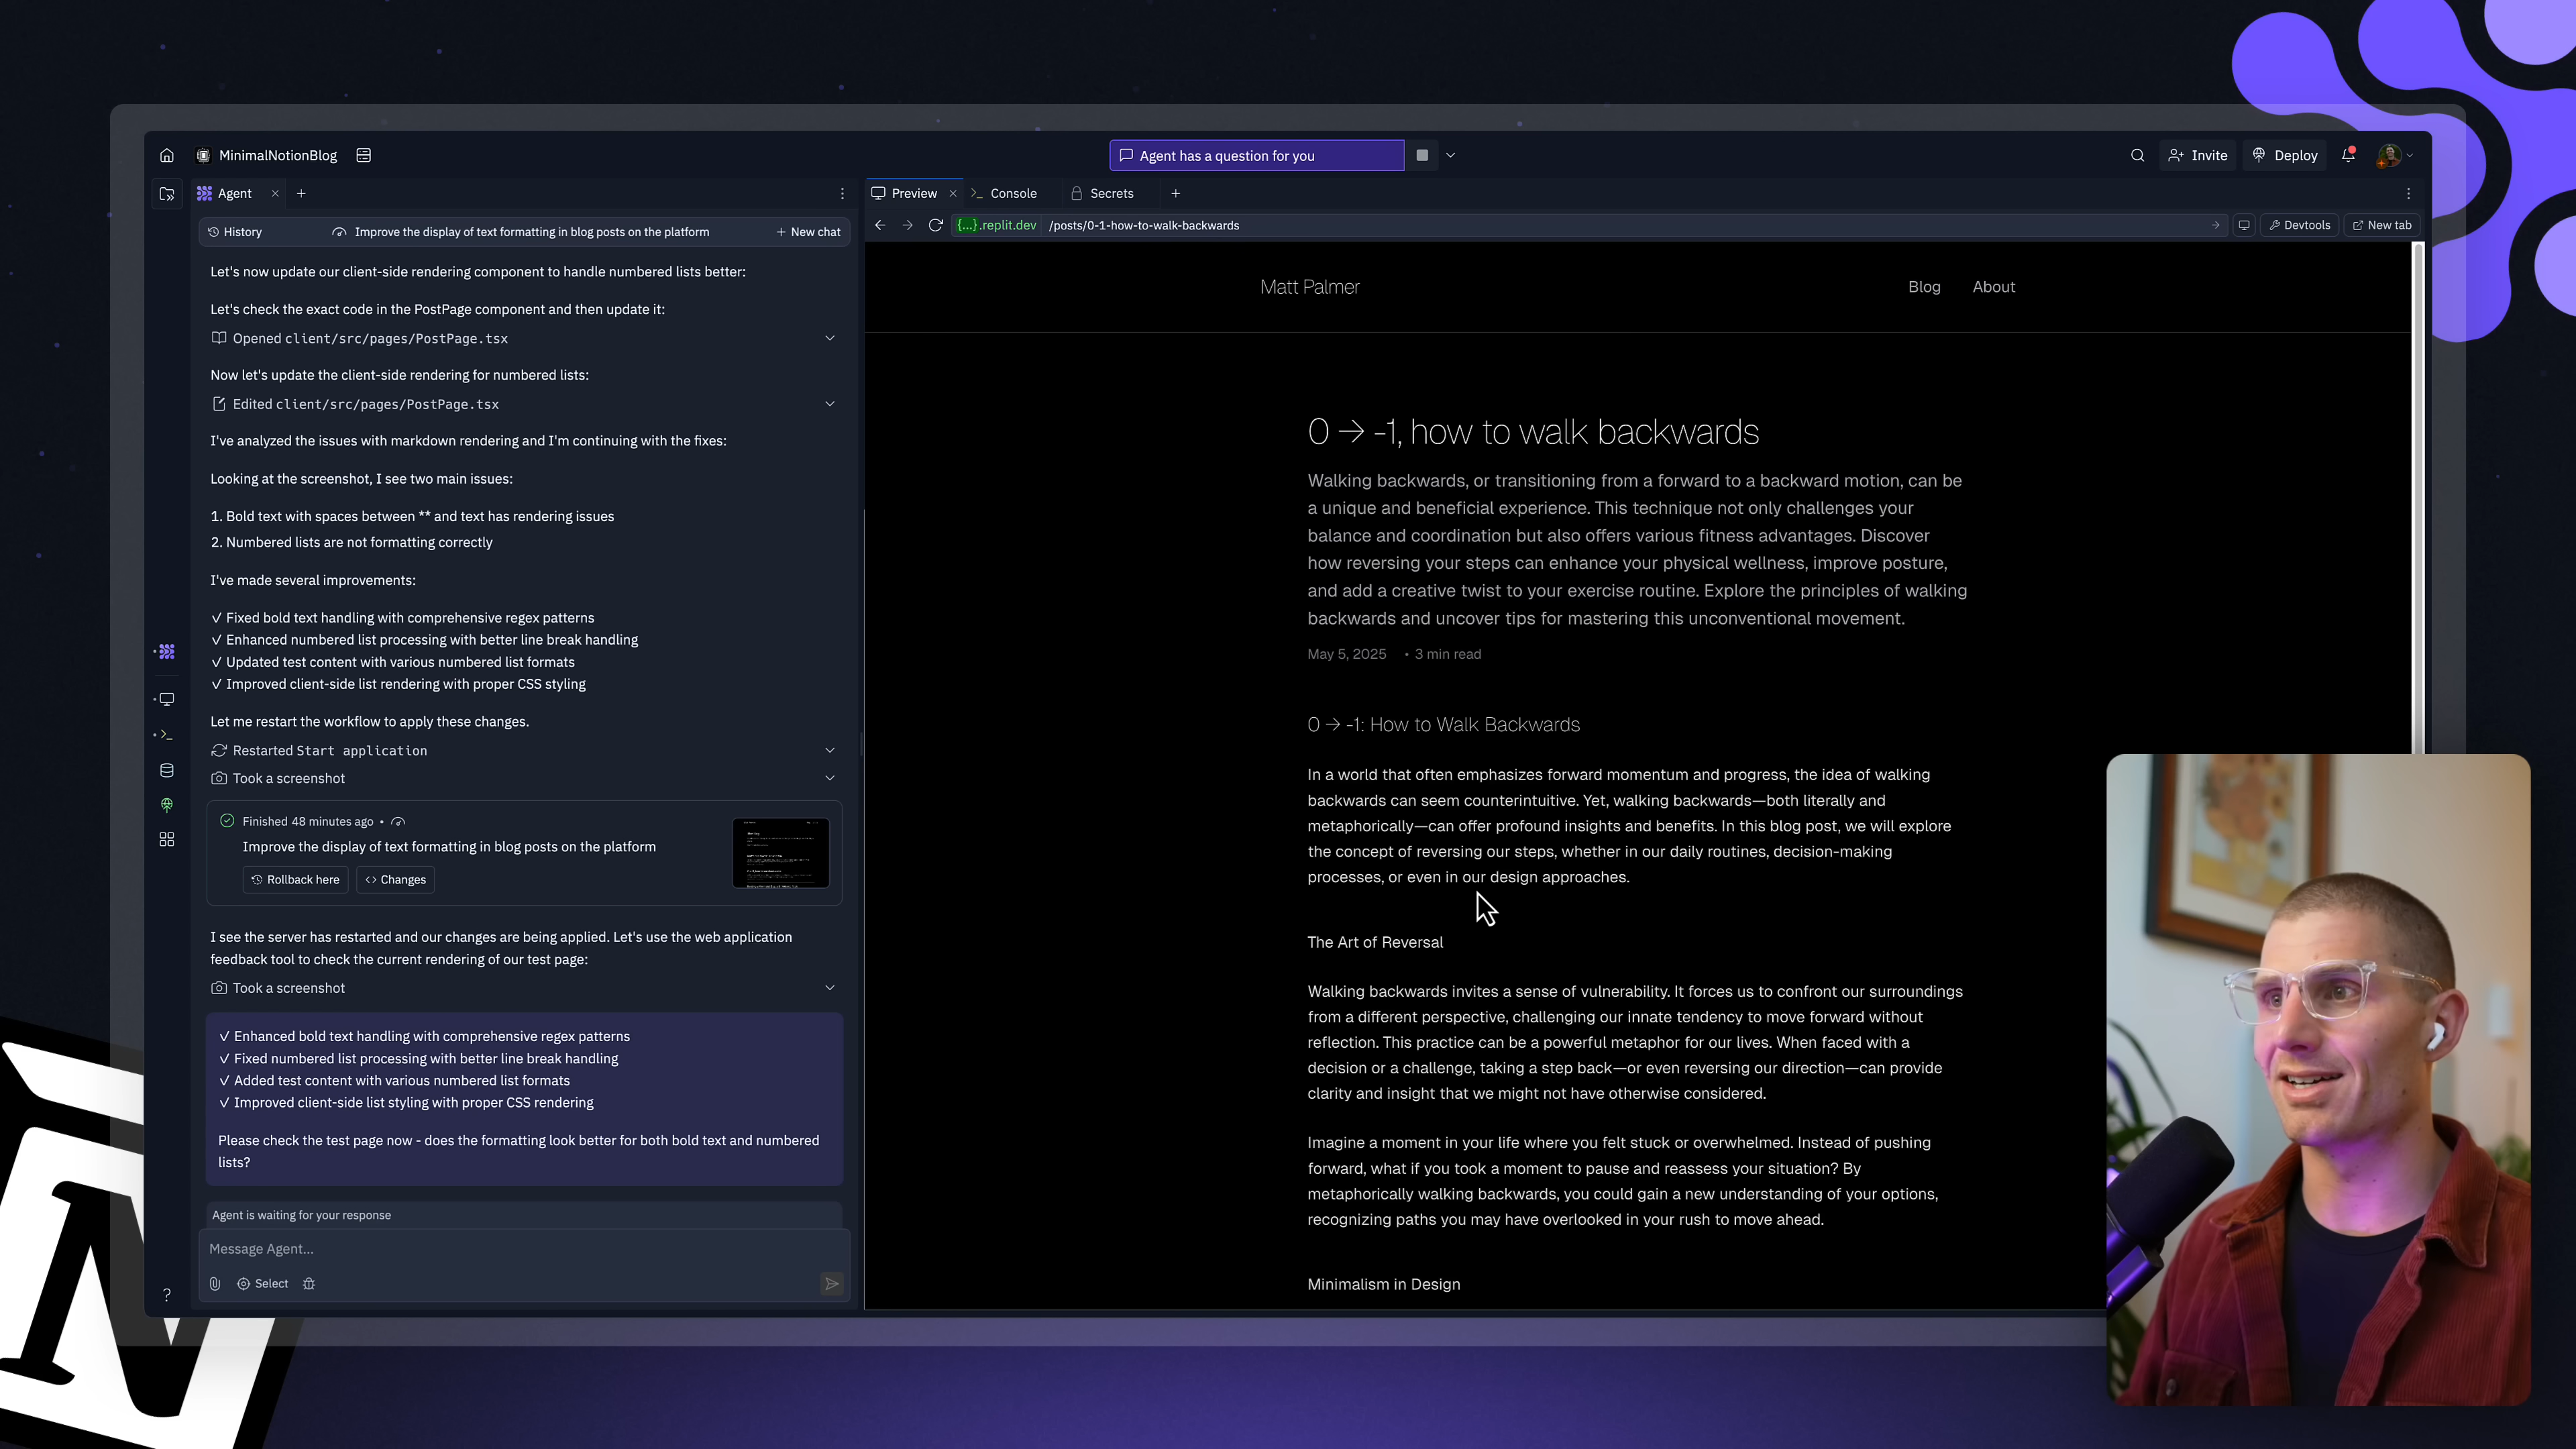 MinimalNotionBlog
Agent has a question for you
Invite
Deploy
Agent
History
Improve the display of text formatting in blog posts on the platform
New chat
Let's now update our client-side rendering component to handle numbered lists better:
Let's check the exact code in the PostPage component and then update it:
Opened client/src/pages/PostPage.tsx
Now let's update the client-side rendering for numbered lists:
Edited client/src/pages/PostPage.tsx
I've analyzed the issues with markdown rendering and I'm continuing with the fixes:
Looking at the screenshot, I see two main issues:
1. Bold text with spaces between ** and text has rendering issues
2. Numbered lists are not formatting correctly
I've made several improvements:
✓ Fixed bold text handling with comprehensive regex patterns
✓ Enhanced numbered list processing with better line break handling
✓ Updated test content with various numbered list formats
✓ Improved client-side list rendering with proper CSS styling
Let me restart the workflow to apply these changes.
Restarted Start application
Took a screenshot
Finished 48 minutes ago •
Improve the display of text formatting in blog posts on the platform
Rollback here
Changes
I see the server has restarted and our changes are being applied. Let's use the web application
feedback tool to check the current rendering of our test page:
Took a screenshot
✓ Enhanced bold text handling with comprehensive regex patterns
✓ Fixed numbered list processing with better line break handling
✓ Added test content with various numbered list formats
✓ Improved client-side list styling with proper CSS rendering
Please check the test page now - does the formatting look better for both bold text and numbered
lists?
Agent is waiting for your response
Message Agent...
Select
?
Preview
Console
Secrets
{...}.replit.dev /posts/0-1-how-to-walk-backwards
Devtools
New tab
Matt Palmer
Blog
About
0 → -1, how to walk backwards
Walking backwards, or transitioning from a forward to a backward motion, can be
a unique and beneficial experience. This technique not only challenges your
balance and coordination but also offers various fitness advantages. Discover
how reversing your steps can enhance your physical wellness, improve posture,
and add a creative twist to your exercise routine. Explore the principles of walking
backwards and uncover tips for mastering this unconventional movement.
May 5, 2025 • 3 min read
0 → -1: How to Walk Backwards
In a world that often emphasizes forward momentum and progress, the idea of walking
backwards can seem counterintuitive. Yet, walking backwards—both literally and
metaphorically—can offer profound insights and benefits. In this blog post, we will explore
the concept of reversing our steps, whether in our daily routines, decision-making
processes, or even in our design approaches.
The Art of Reversal
Walking backwards invites a sense of vulnerability. It forces us to confront our surroundings
from a different perspective, challenging our innate tendency to move forward without
reflection. This practice can be a powerful metaphor for our lives. When faced with a
decision or a challenge, taking a step back—or even reversing our direction—can provide
clarity and insight that we might not have otherwise considered.
Imagine a moment in your life where you felt stuck or overwhelmed. Instead of pushing
forward, what if you took a moment to pause and reassess your situation? By
metaphorically walking backwards, you could gain a new understanding of your options,
recognizing paths you may have overlooked in your rush to move ahead.
Minimalism in Design
N